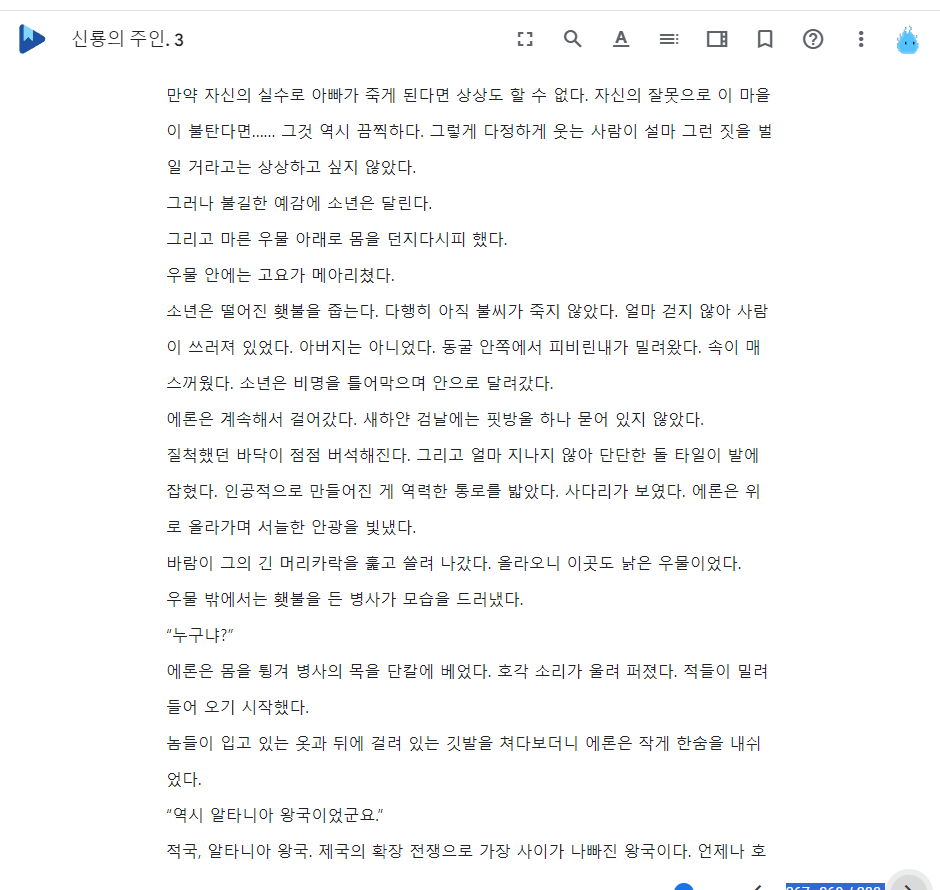 신룡의 주인. 3
만약 자신의 실수로 아빠가 죽게 된다면 상상도 할 수 없다. 자신의 잘못으로 이 마을
이 불탄다면...... 그것 역시 끔찍하다. 그렇게 다정하게 웃는 사람이 설마 그런 짓을 벌
일 거라고는 상상하고 싶지 않았다.
그러나 불길한 예감에 소년은 달린다.
그리고 마른 우물 아래로 몸을 던지다시피 했다.
우물 안에는 고요가 메아리쳤다.
소년은 떨어진 횃불을 줍는다. 다행히 아직 불씨가 죽지 않았다. 얼마 걷지 않아 사람
이 쓰러져 있었다. 아버지는 아니었다. 동굴 안쪽에서 피비린내가 밀려왔다. 속이 매
스꺼웠다. 소년은 비명을 틀어막으며 안으로 달려갔다.
에론은 계속해서 걸어갔다. 새하얀 검날에는 핏방울 하나 묻어 있지 않았다.
질척했던 바닥이 점점 버석해진다. 그리고 얼마 지나지 않아 단단한 돌 타일이 발에
잡혔다. 인공적으로 만들어진 게 역력한 통로를 밟았다. 사다리가 보였다. 에론은 위
로 올라가며 서늘한 안광을 빛냈다.
바람이 그의 긴 머리카락을 훑고 쓸려 나갔다. 올라오니 이곳도 낡은 우물이었다.
우물 밖에서는 횃불을 든 병사가 모습을 드러냈다.
“누구냐?”
에론은 몸을 튕겨 병사의 목을 단칼에 베었다. 호각 소리가 울려 퍼졌다. 적들이 밀려
들어 오기 시작했다.
놈들이 입고 있는 옷과 뒤에 걸려 있는 깃발을 쳐다보더니 에론은 작게 한숨을 내쉬
었다.
“역시 알타니아 왕국이었군요.”
적국, 알타니아 왕국. 제국의 확장 전쟁으로 가장 사이가 나빠진 왕국이다. 언제나 호